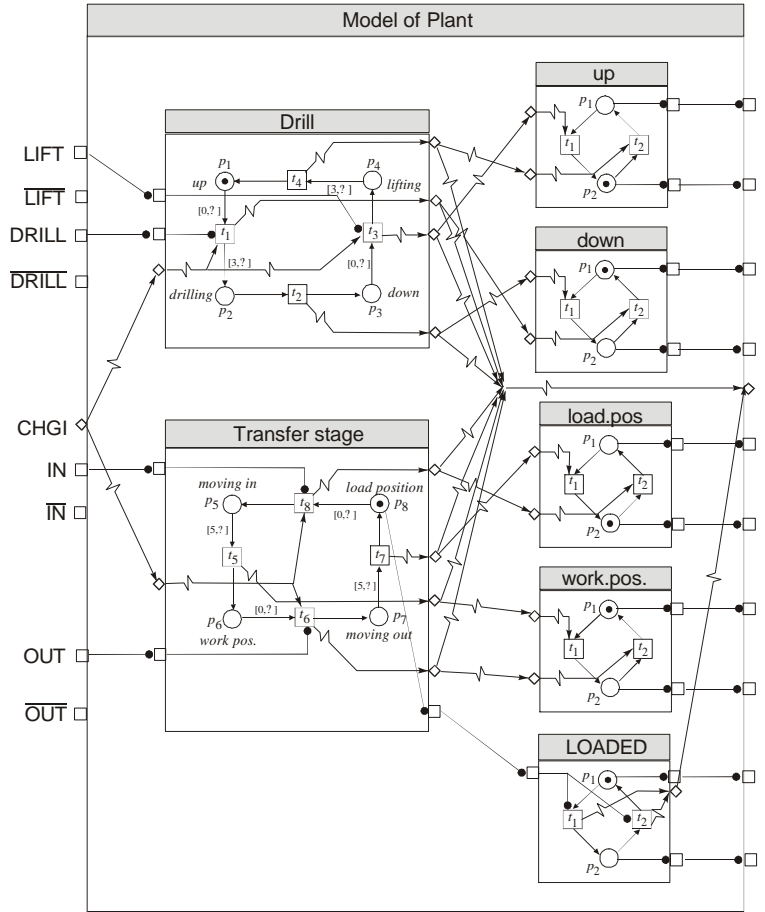 Model of Plant
up
p1
t1
t2
p2
Drill
LIFT
LIFT
DRILL
DRILL
p1
up
t4
p4
lifting
[0,?]
[3,?]
t1
t3
[3,?]
[0,?]
drilling
p2
t2
p3
down
down
p1
t1
t2
p2
CHGI
IN
IN
OUT
OUT
Transfer stage
moving in
load position
p5
t8
p8
[5,?]
[0,?]
t5
t7
[0,?]
[5,?]
p6
t6
p7
work pos.
moving out
load.pos
p1
t1
t2
p2
work.pos.
p1
t1
t2
p2
LOADED
p1
t1
t2
p2